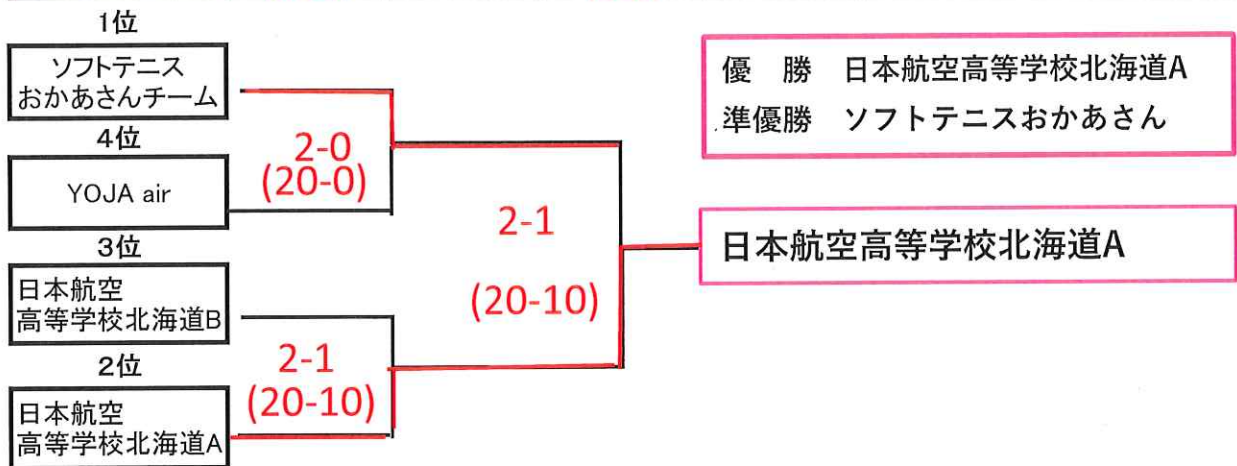 1位
ソフトテニス
おかあさんチーム
4位
YOJA air
3位
日本航空
高等学校北海道B
2位
日本航空
高等学校北海道A
2-0
(20-0)
2-1
(20-10)
2-1
(20-10)
優　勝　日本航空高等学校北海道A
準優勝　ソフトテニスおかあさん
日本航空高等学校北海道A